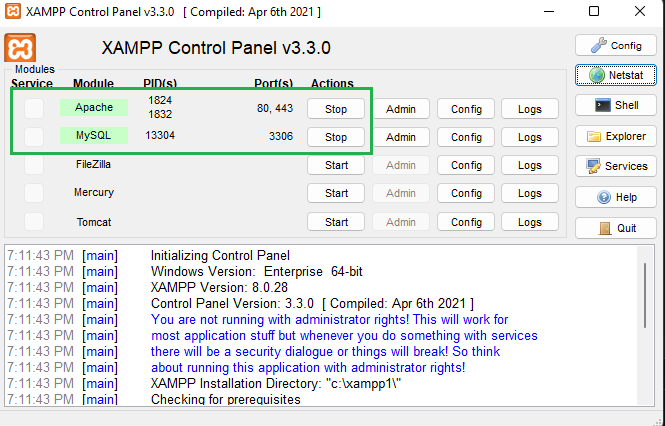 XAMPP Control Panel v3.3.0 [ Compiled: Apr 6th 2021 ]
XAMPP Control Panel v3.3.0
Config
Modules
Service Module PID(s) Port(s) Actions
Netstat
Apache 1824 1832 80, 443 Stop Admin Config Logs
Shell
MySQL 13304 3306 Stop Admin Config Logs
Explorer
FileZilla Start Admin Config Logs
Services
Mercury Start Admin Config Logs
Help
Tomcat Start Admin Config Logs
Quit
7:11:43 PM [main] Initializing Control Panel
7:11:43 PM [main] Windows Version: Enterprise 64-bit
7:11:43 PM [main] XAMPP Version: 8.0.28
7:11:43 PM [main] Control Panel Version: 3.3.0 [ Compiled: Apr 6th 2021 ]
7:11:43 PM [main] You are not running with administrator rights! This will work for
7:11:43 PM [main] most application stuff but whenever you do something with services
7:11:43 PM [main] there will be a security dialogue or things will break! So think
7:11:43 PM [main] about running this application with administrator rights!
7:11:43 PM [main] XAMPP Installation Directory: "c:\xampp1\"
7:11:43 PM [main] Checking for prerequisites